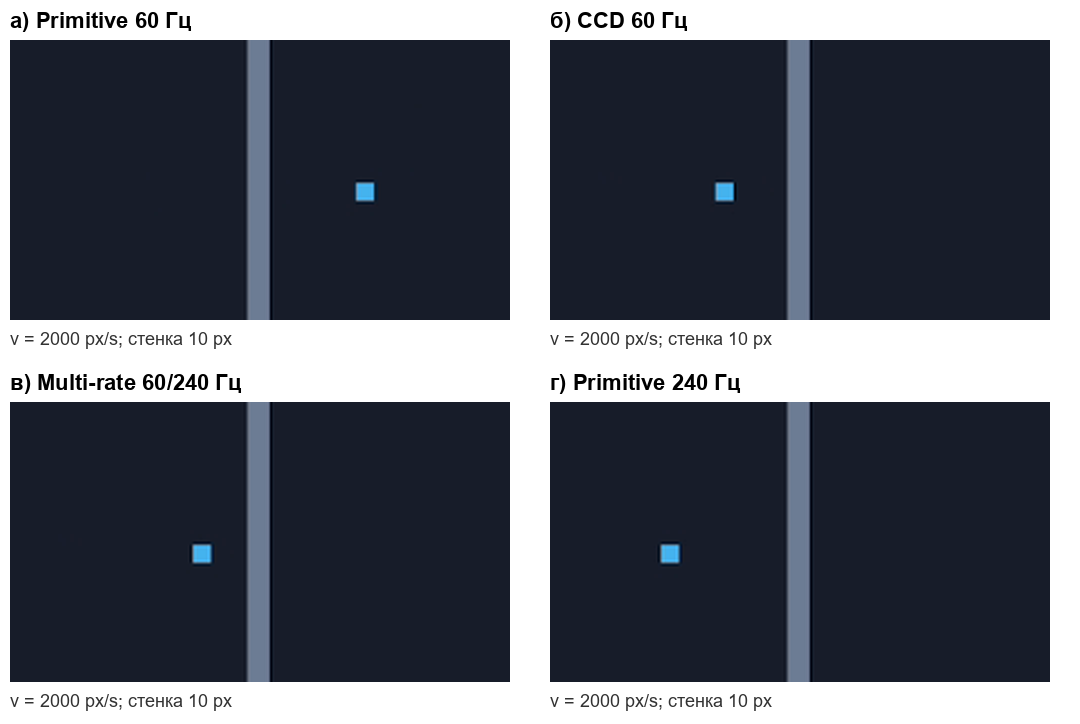 а) Primitive 60 Гц
б) CCD 60 Гц
v = 2000 px/s; стенка 10 px
v = 2000 px/s; стенка 10 px
в) Multi-rate 60/240 Гц
г) Primitive 240 Гц
v = 2000 px/s; стенка 10 px
v = 2000 px/s; стенка 10 px